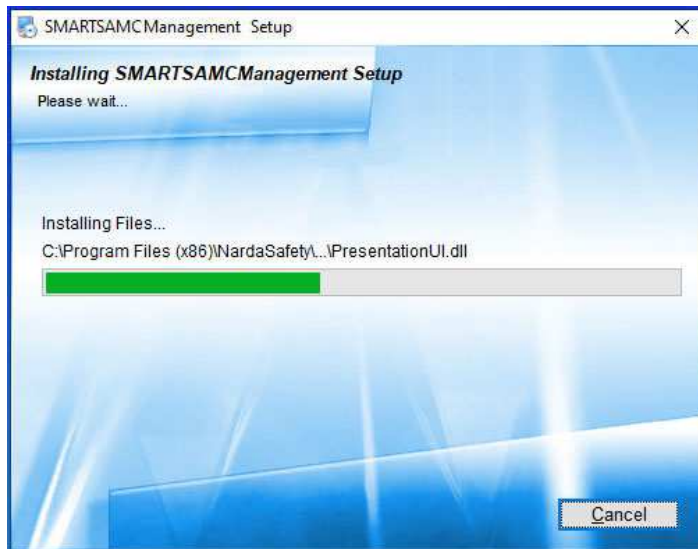 SMARTSAMCManagement Setup
Installing SMARTSAMCManagement Setup
Please wait...
Installing Files...
C:\Program Files (x86)\NardaSafety\...\PresentationUI.dll
Cancel